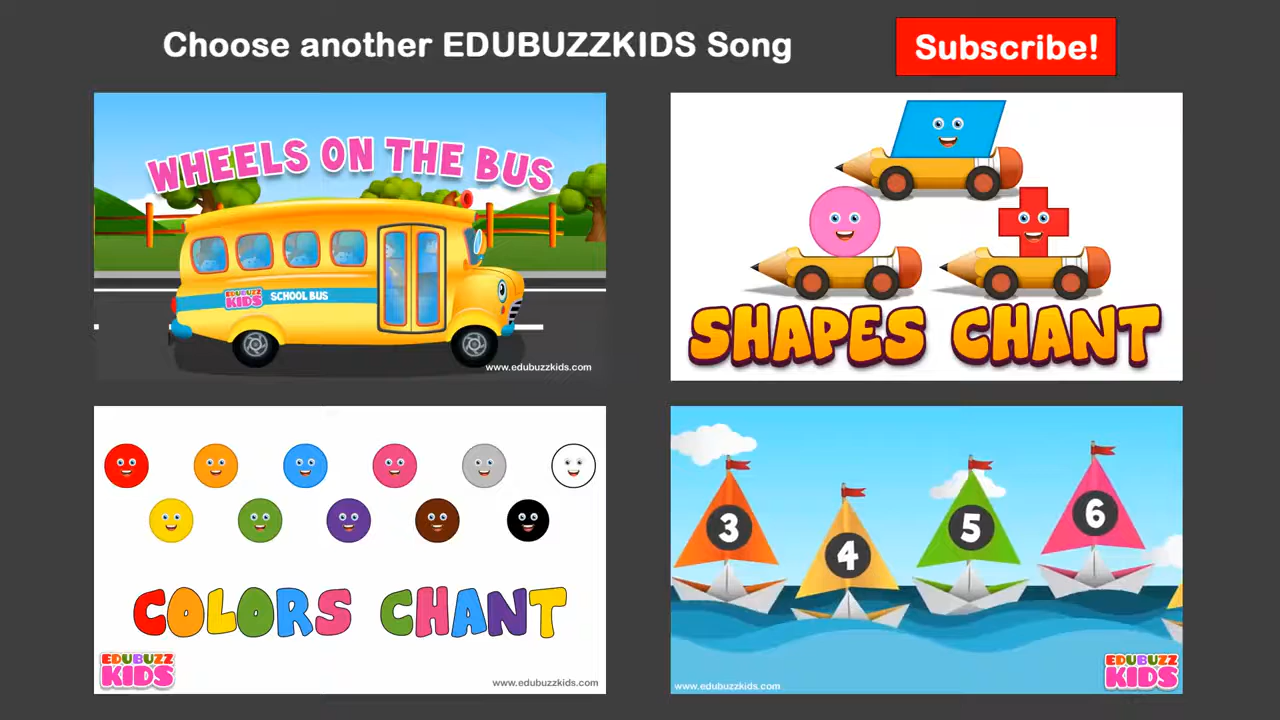 Choose another EDUBUZZKIDS Song
Subscribe!
WHEELS ON THE BUS
EDUBUZZ
KIDS
SCHOOL BUS
www.edubuzzkids.com
SHAPES CHANT
COLORS CHANT
EDUBUZZ
KIDS
www.edubuzzkids.com
3
4
5
6
www.edubuzzkids.com
EDUBUZZ
KIDS